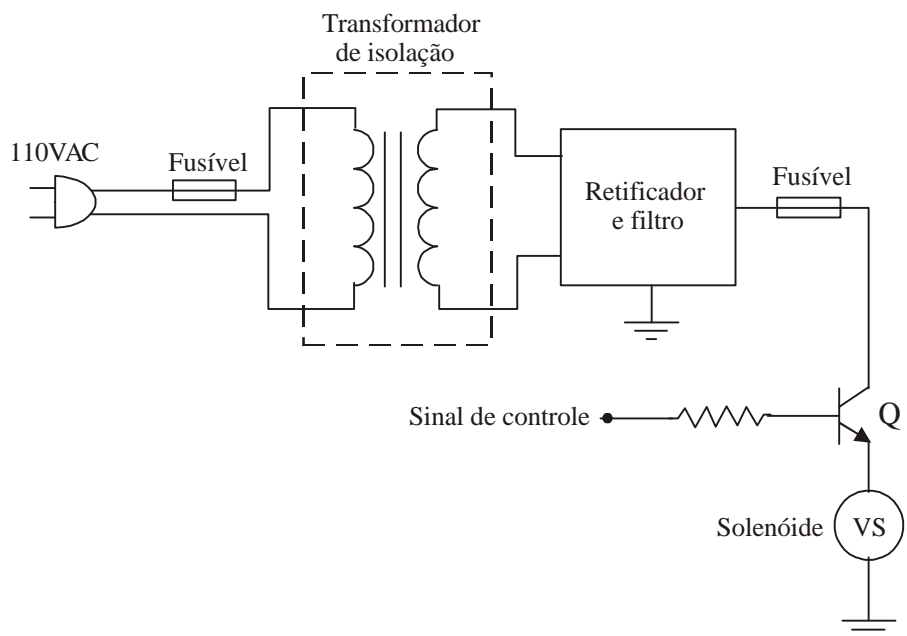 Transformador
de isolação
110VAC
Fusível
Retificador
e filtro
Fusível
Sinal de controle
Q
Solenóide
VS